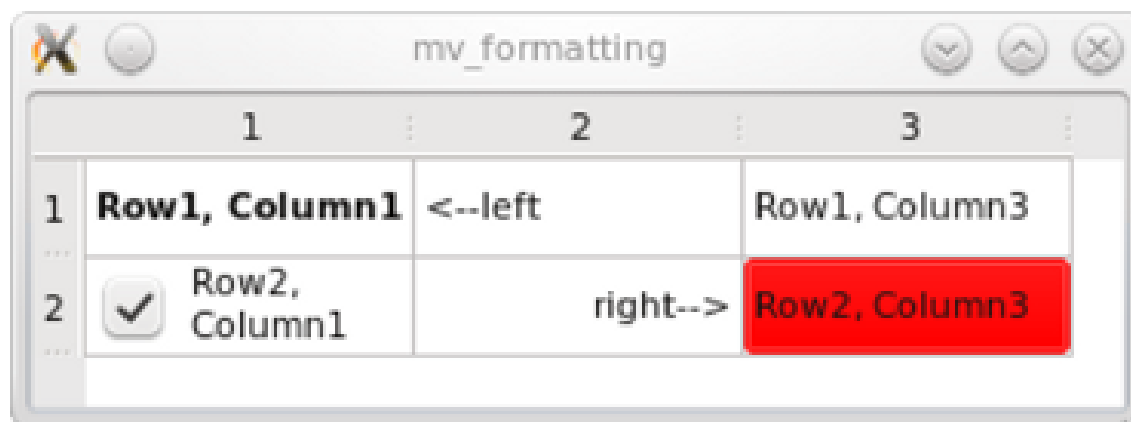 mv_formatting
1 2 3
1 Row1, Column1 <--left Row1, Column3
2 Row2, Column1 right--> Row2, Column3